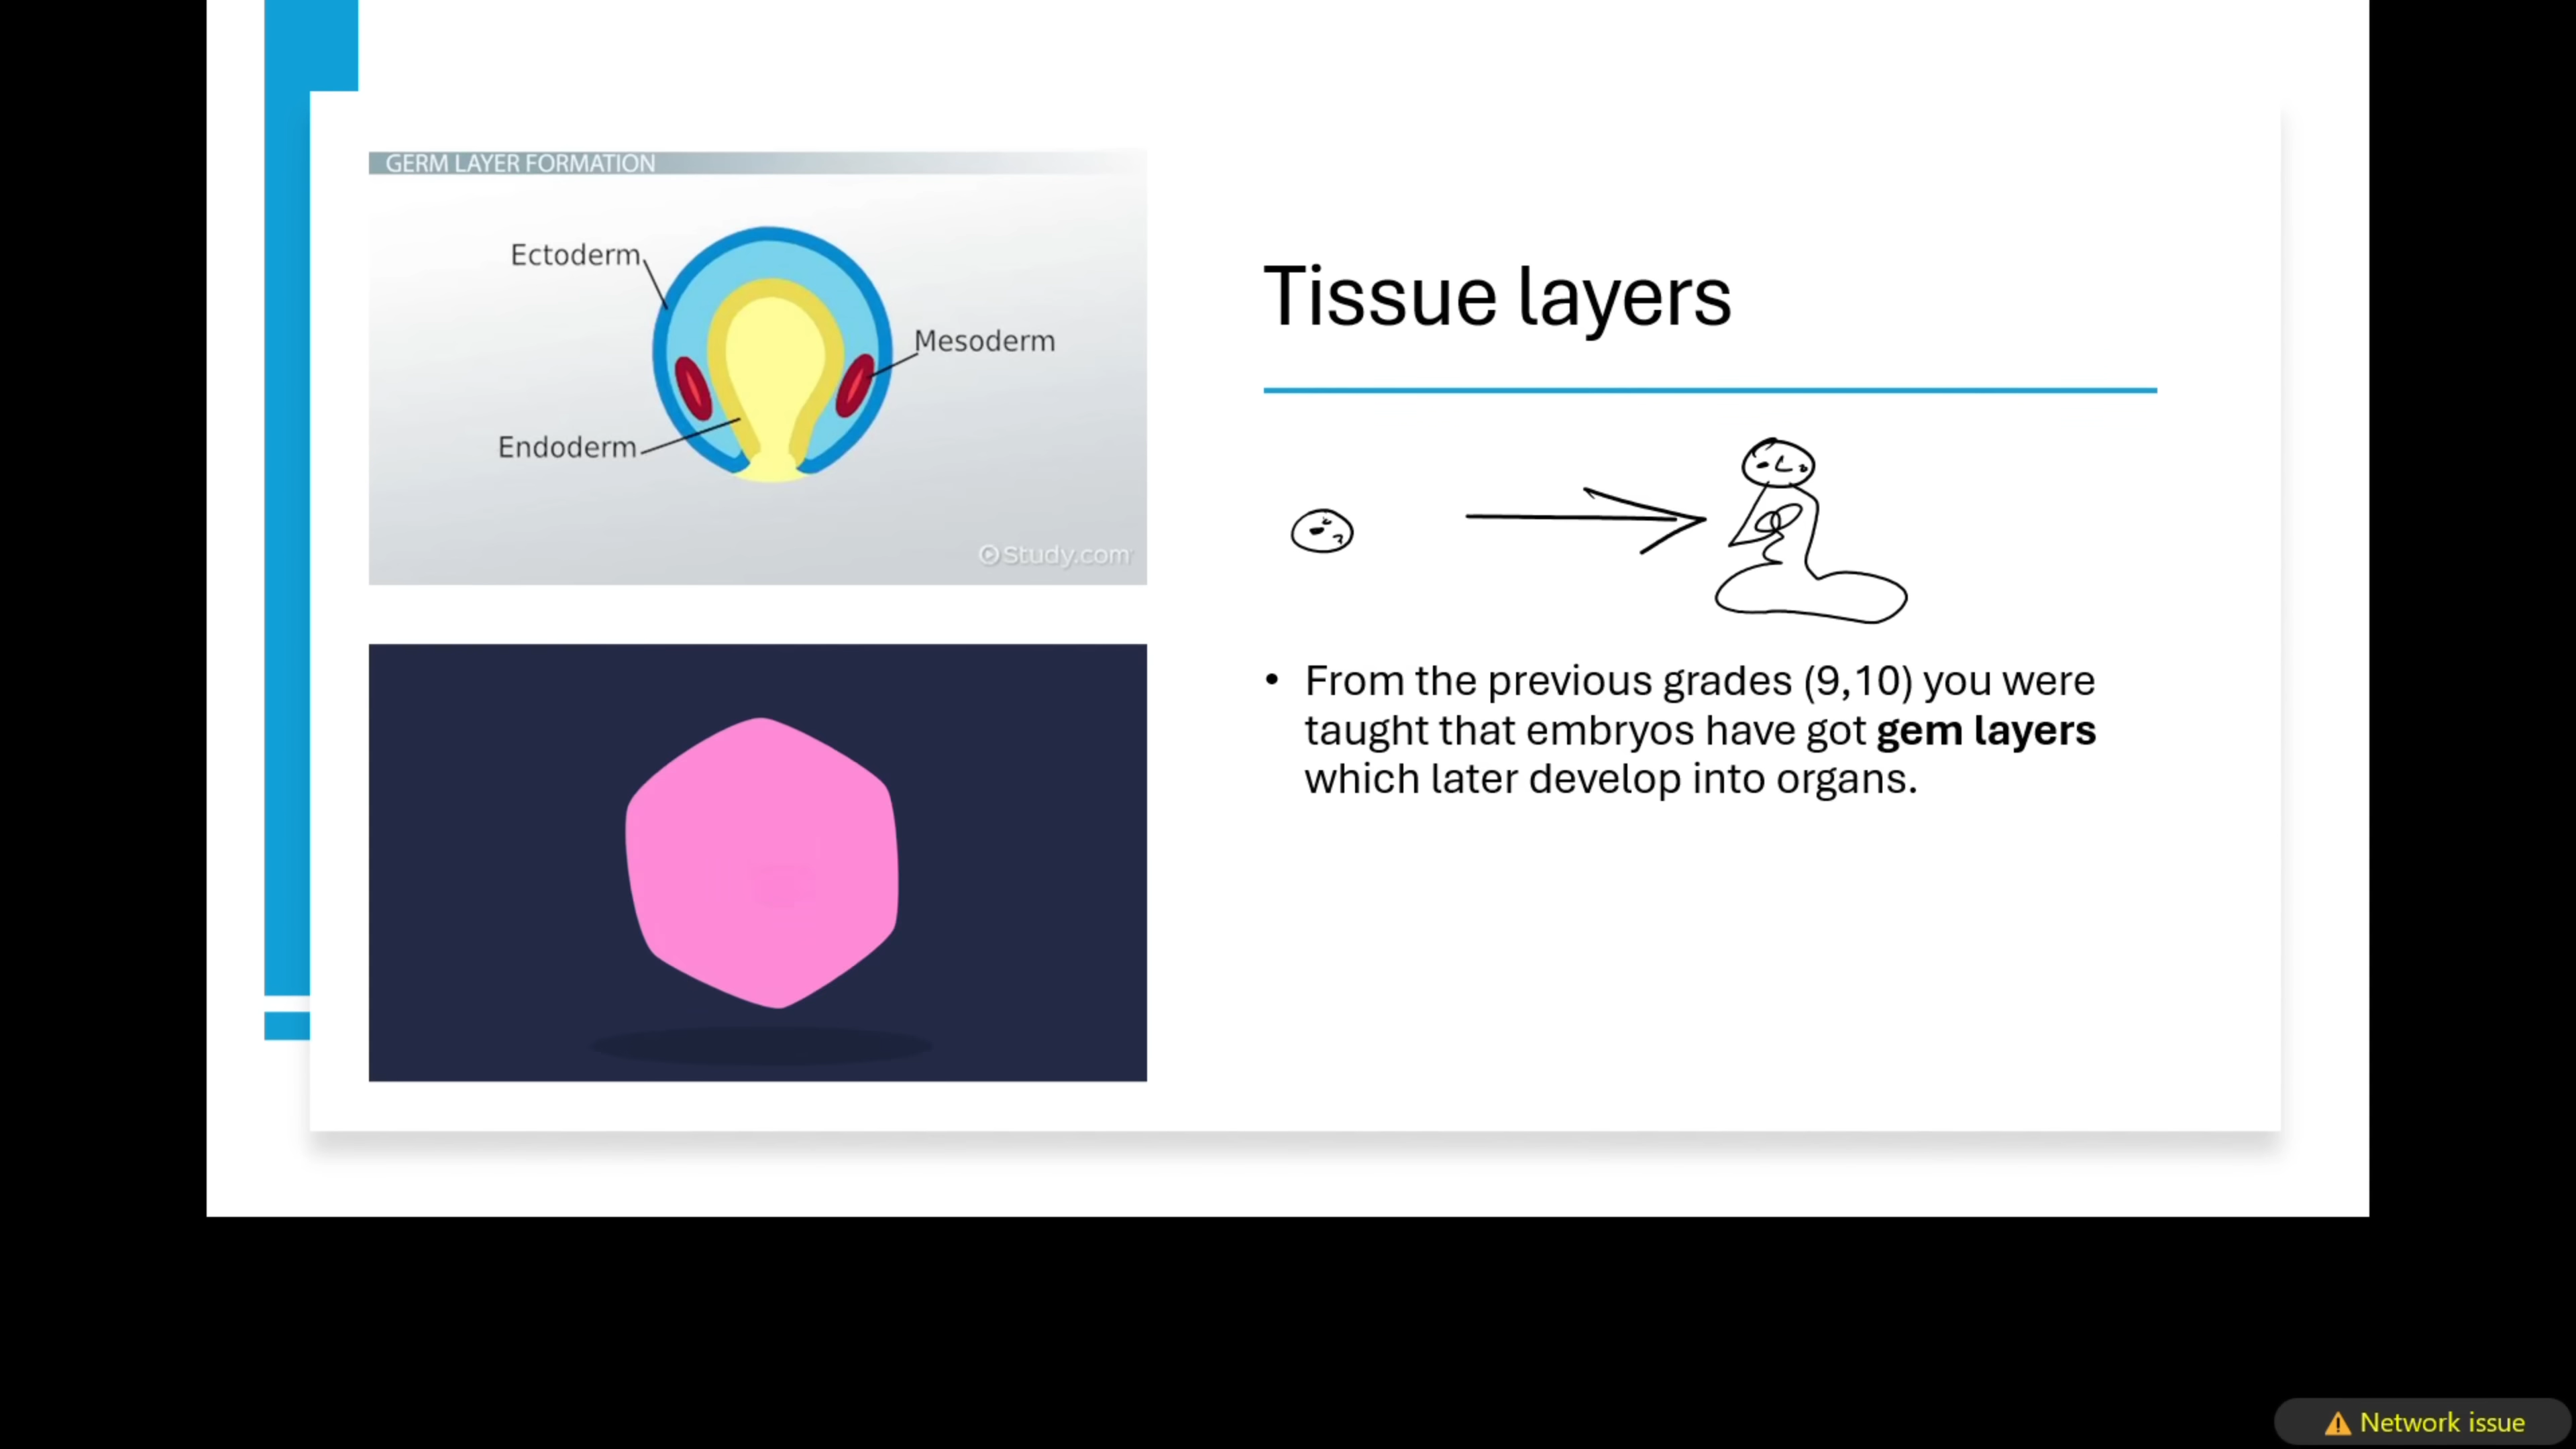 GERM LAYER FORMATION
Ectoderm
Mesoderm
Endoderm
Study.com
Tissue layers
• From the previous grades (9,10) you were
taught that embryos have got gem layers
which later develop into organs.
Network issue